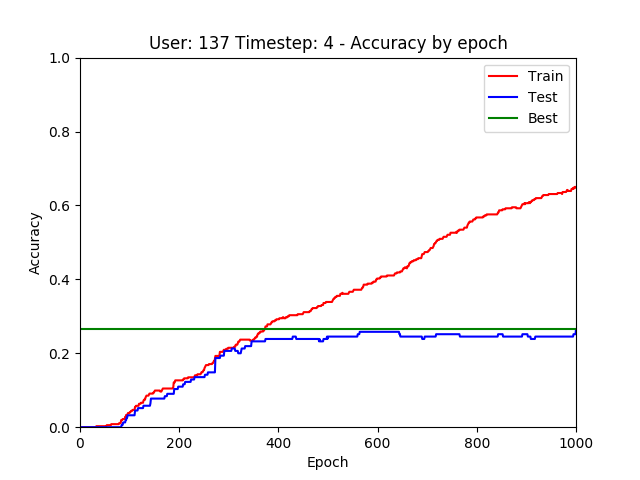 User: 137 Timestep: 4 - Accuracy by epoch
Train
Test
Best
Accuracy
1.0
0.8
0.6
0.4
0.2
0.0
0 200 400 600 800 1000
Epoch